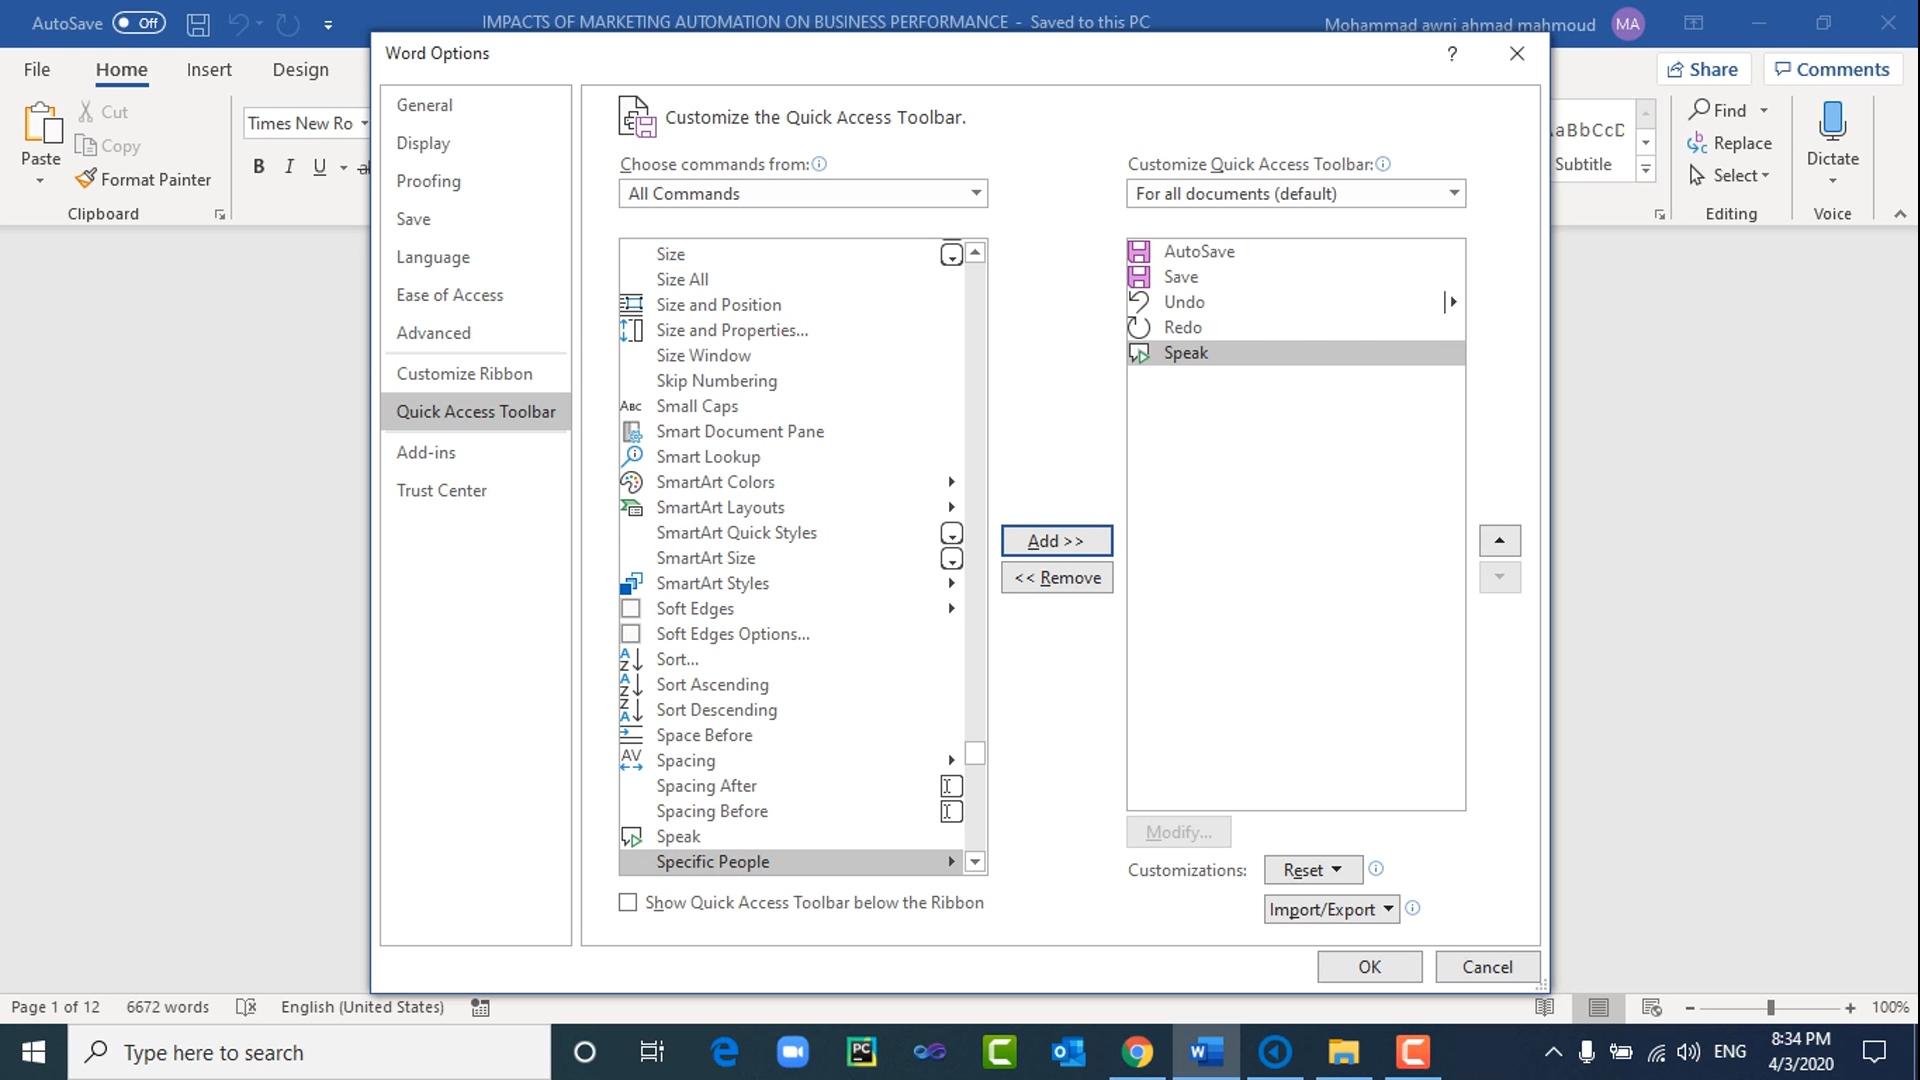 AutoSave Off
IMPACTS OF MARKETING AUTOMATION ON BUSINESS PERFORMANCE - Saved to this PC
Mohammad awni ahmad mahmoud MA
Word Options
?
File Home Insert Design
Share Comments
Paste
Cut
Copy
Format Painter
Clipboard
Times New Ro
B I U ab
AaBbCcD
Subtitle
Find
Replace
Select
Editing
Dictate
Voice
General
Display
Proofing
Save
Language
Ease of Access
Advanced
Customize Ribbon
Quick Access Toolbar
Add-ins
Trust Center
Customize the Quick Access Toolbar.
Choose commands from:
All Commands
Size
Size All
Size and Position
Size and Properties...
Size Window
Skip Numbering
ABC Small Caps
Smart Document Pane
Smart Lookup
SmartArt Colors
SmartArt Layouts
SmartArt Quick Styles
SmartArt Size
SmartArt Styles
Soft Edges
Soft Edges Options...
Sort...
Sort Ascending
Sort Descending
Space Before
Spacing
Spacing After
Spacing Before
Speak
Specific People
Show Quick Access Toolbar below the Ribbon
Add >>
<< Remove
Customize Quick Access Toolbar:
For all documents (default)
AutoSave
Save
Undo
Redo
Speak
Modify...
Customizations: Reset
Import/Export
OK Cancel
Page 1 of 12 6672 words English (United States) 100%
Type here to search
ENG
8:34 PM
4/3/2020